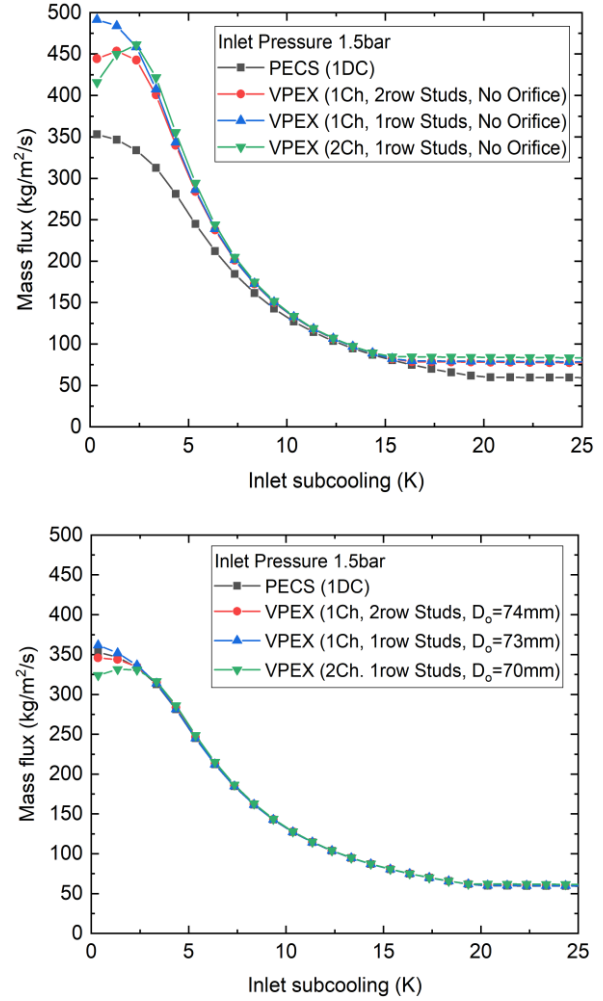 500
450
400
350
300
250
200
150
100
50
0
Mass flux (kg/m²/s)
Inlet Pressure 1.5bar
PECS (1DC)
VPEX (1Ch, 2row Studs, No Orifice)
VPEX (1Ch, 1row Studs, No Orifice)
VPEX (2Ch, 1row Studs, No Orifice)
0 5 10 15 20 25
Inlet subcooling (K)
500
450
400
350
300
250
200
150
100
50
0
Mass flux (kg/m²/s)
Inlet Pressure 1.5bar
PECS (1DC)
VPEX (1Ch, 2row Studs, Dₒ=74mm)
VPEX (1Ch, 1row Studs, Dₒ=73mm)
VPEX (2Ch. 1row Studs, Dₒ=70mm)
0 5 10 15 20 25
Inlet subcooling (K)